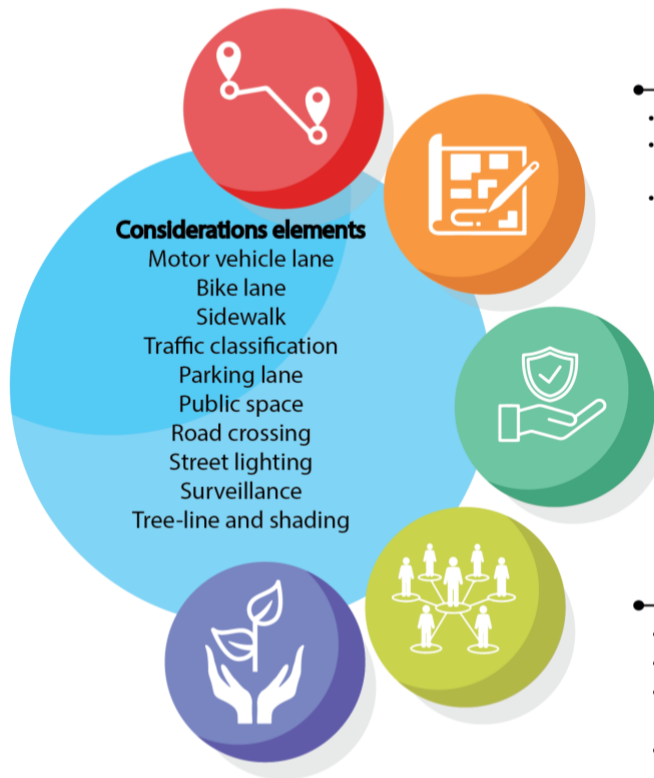 Considerations elements
Motor vehicle lane
Bike lane
Sidewalk
Traffic classification
Parking lane
Public space
Road crossing
Street lighting
Surveillance
Tree-line and shading